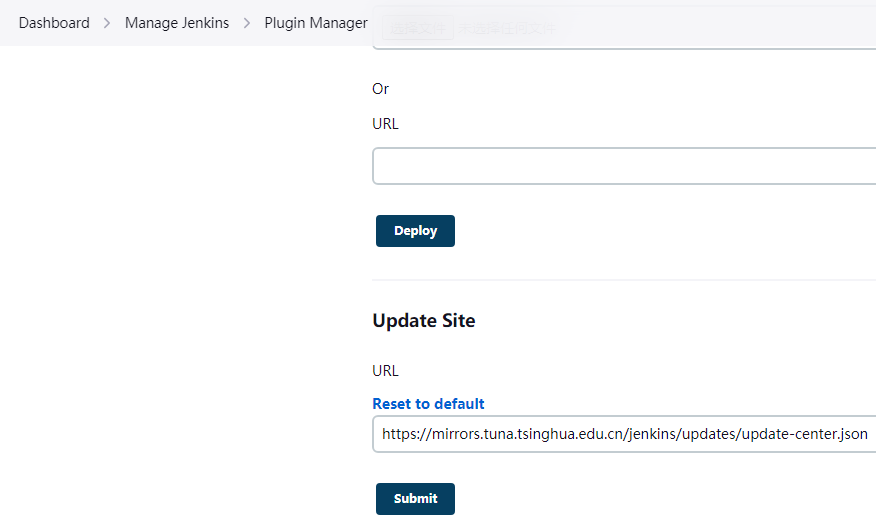 Dashboard > Manage Jenkins > Plugin Manager
选择文件 未选择任何文件
Or
URL
Deploy
Update Site
URL
Reset to default
https://mirrors.tuna.tsinghua.edu.cn/jenkins/updates/update-center.json
Submit